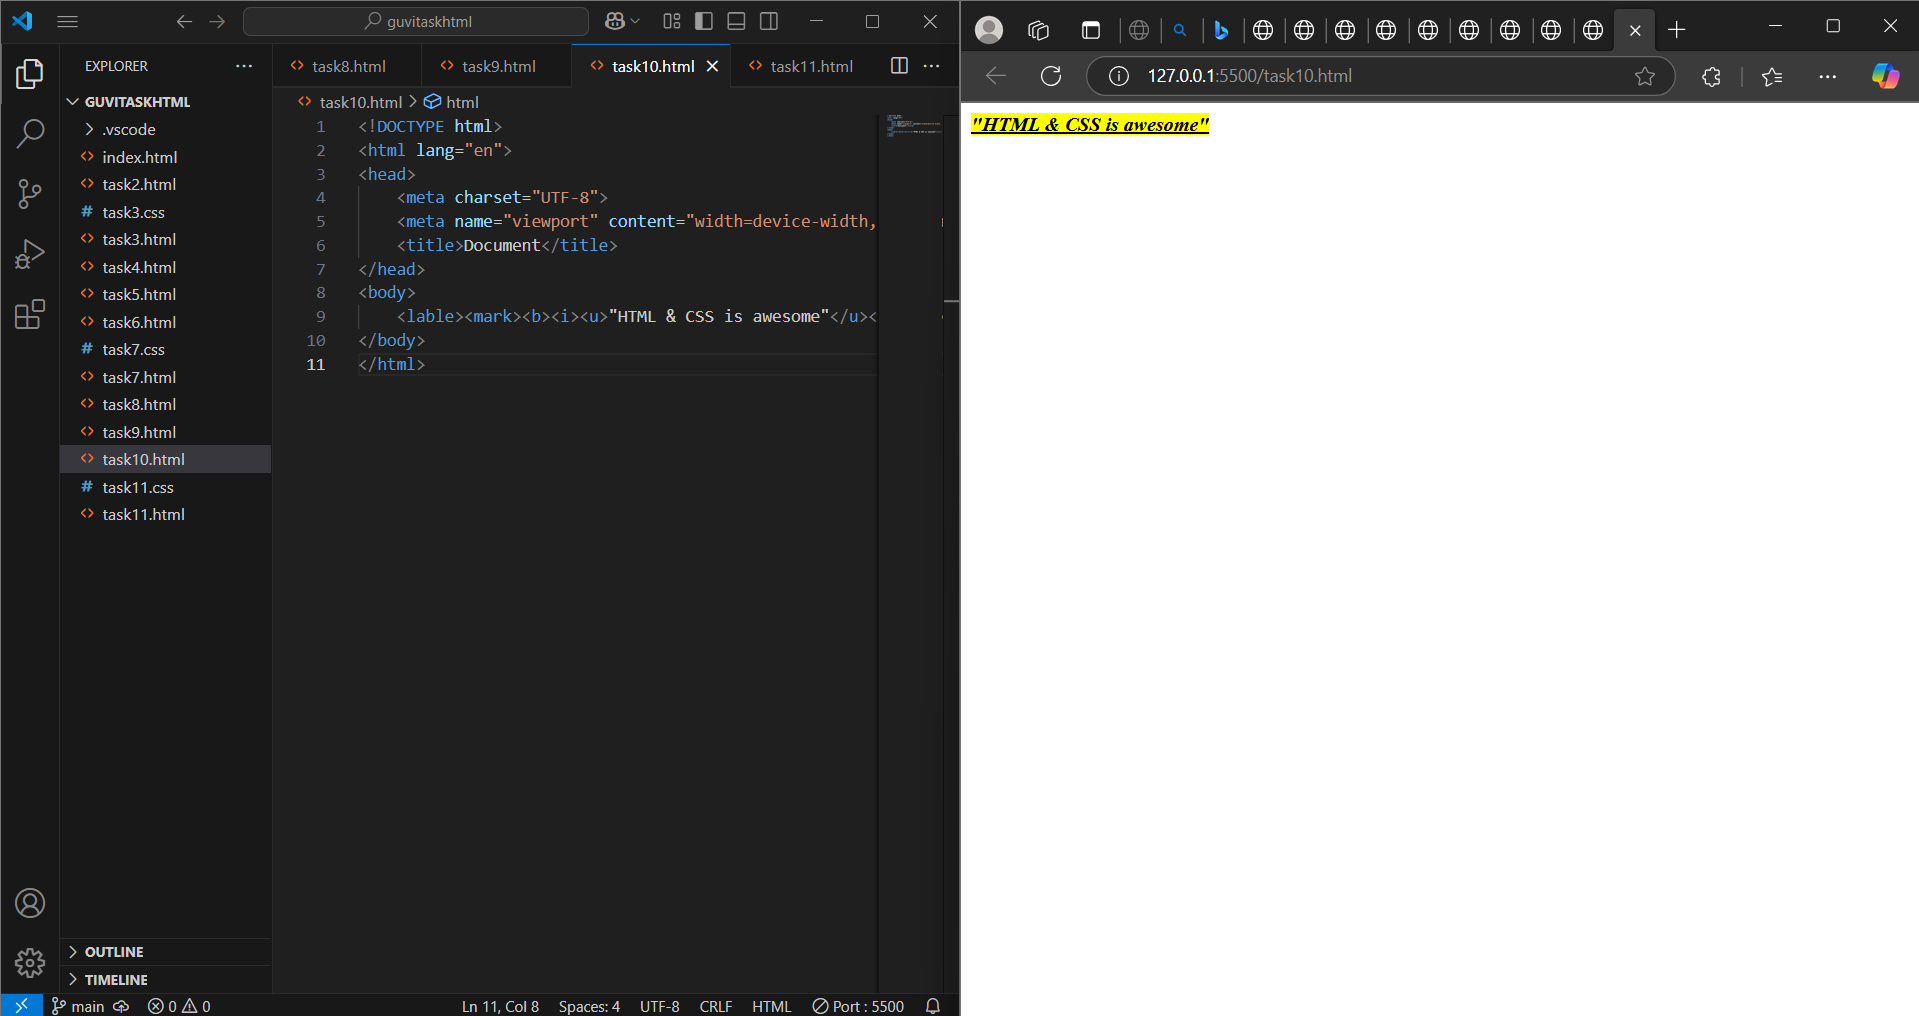 guvitaskhtml
EXPLORER
GUVITASKHTML
.vscode
index.html
task2.html
# task3.css
task3.html
task4.html
task5.html
task6.html
# task7.css
task7.html
task8.html
task9.html
task10.html
# task11.css
task11.html
OUTLINE
TIMELINE
task8.html task9.html task10.html task11.html
task10.html > html
1 <!DOCTYPE html>
2 <html lang="en">
3 <head>
4 <meta charset="UTF-8">
5 <meta name="viewport" content="width=device-width,
6 <title>Document</title>
7 </head>
8 <body>
9 <lable><mark><b><i><u>"HTML & CSS is awesome"</u><
10 </body>
11 </html>
main 0 0 Ln 11, Col 8 Spaces: 4 UTF-8 CRLF HTML Port : 5500
127.0.0.1:5500/task10.html
"HTML & CSS is awesome"